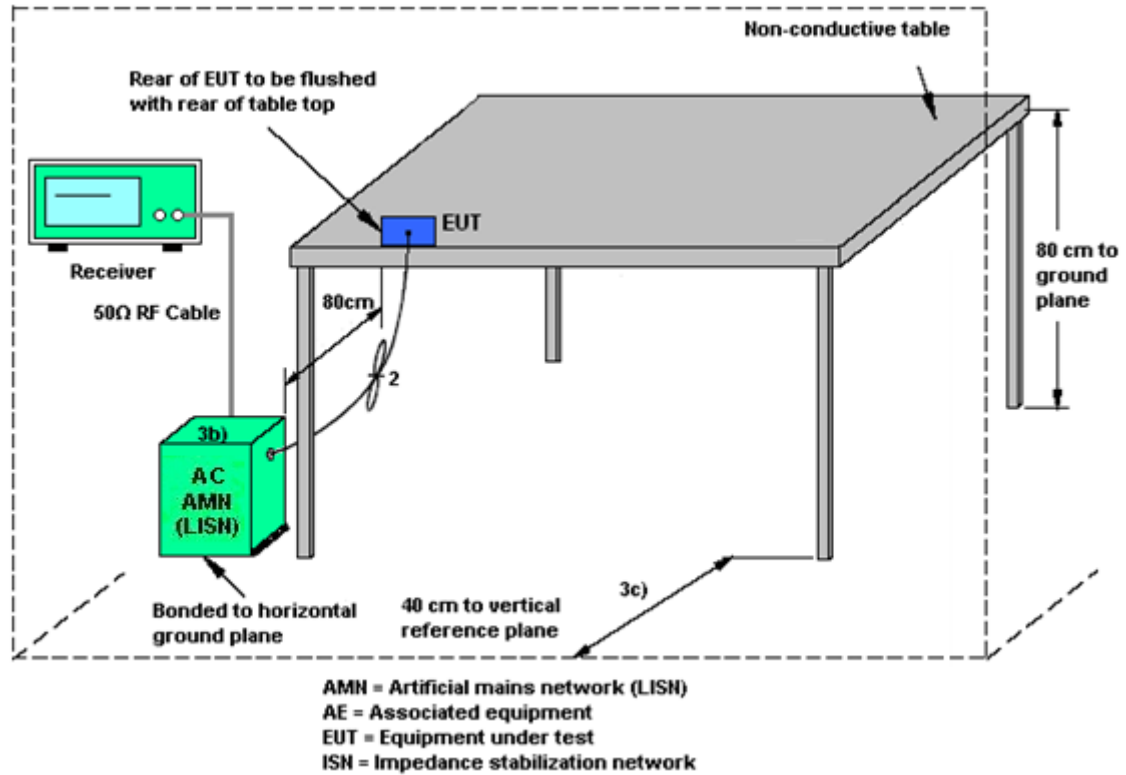 Non-conductive table
Rear of EUT to be flushed
with rear of table top
EUT
Receiver
80 cm to
ground
plane
80cm
50Ω RF Cable
2
3b)
AC
AMN
(LISN)
3c)
Bonded to horizontal
ground plane
40 cm to vertical
reference plane
AMN = Artificial mains network (LISN)
AE = Associated equipment
EUT = Equipment under test
ISN = Impedance stabilization network